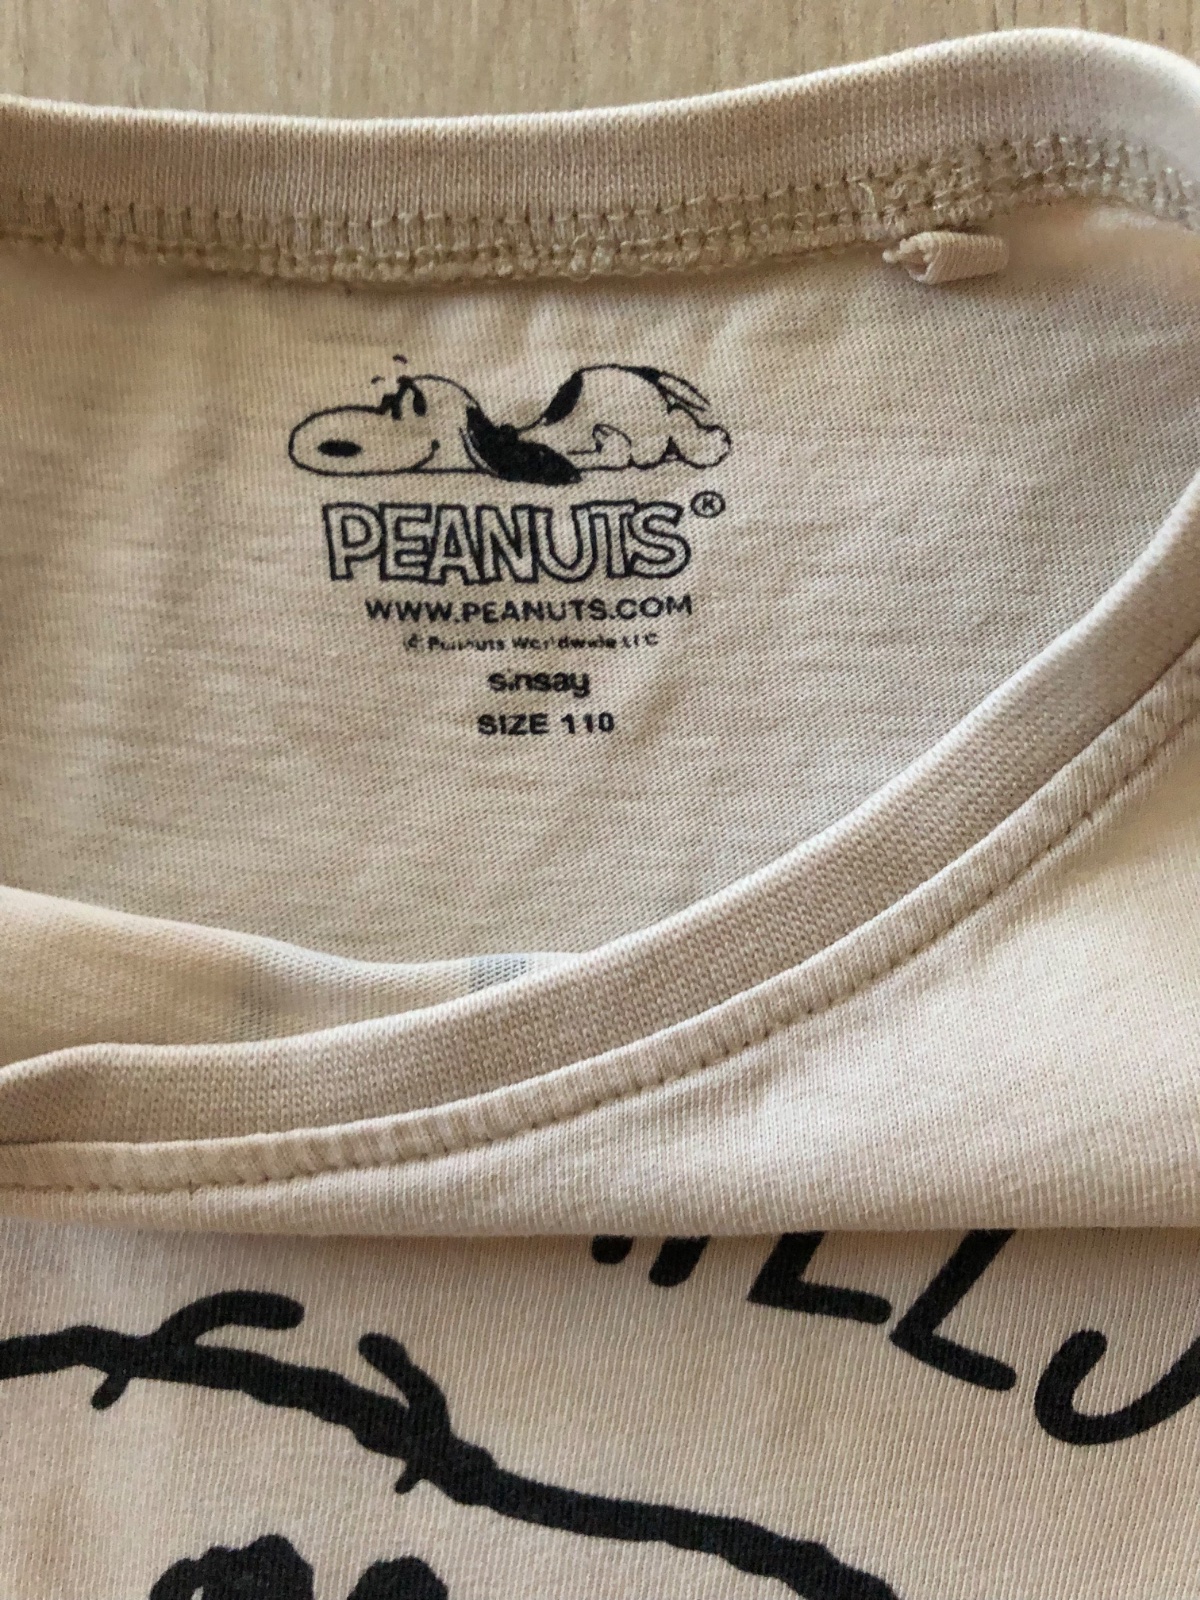 PEANUTS®
WWW.PEANUTS.COM
© Peanuts Worldwide LLC
sinsay
SIZE 110